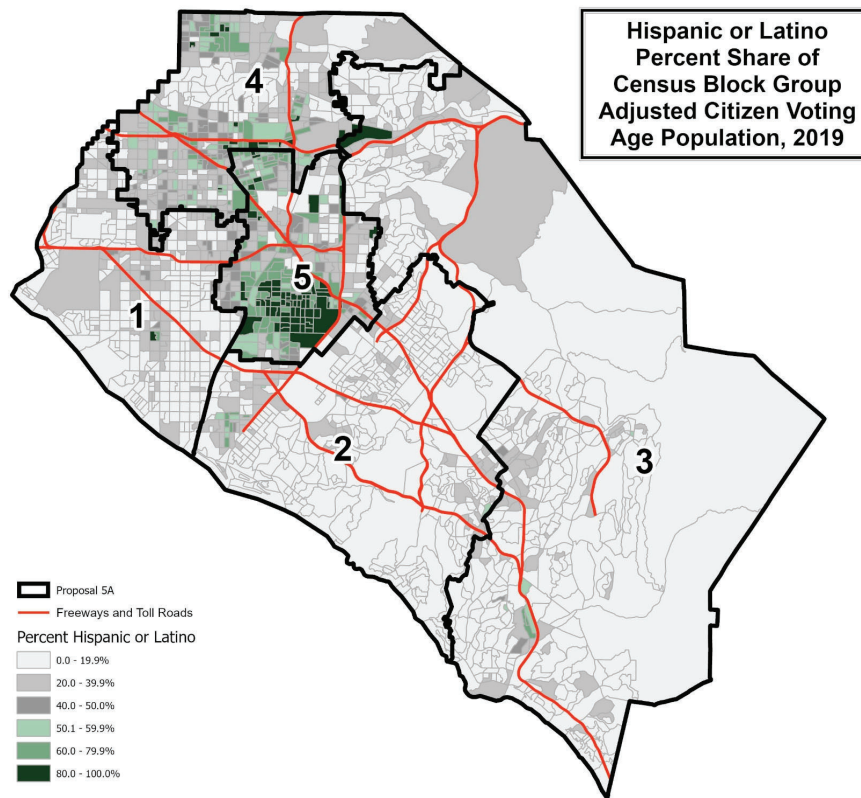 Hispanic or Latino
Percent Share of
Census Block Group
Adjusted Citizen Voting
Age Population, 2019
4
5
1
2
3
Proposal 5A
Freeways and Toll Roads
Percent Hispanic or Latino
0.0 - 19.9%
20.0 - 39.9%
40.0 - 50.0%
50.1 - 59.9%
60.0 - 79.9%
80.0 - 100.0%